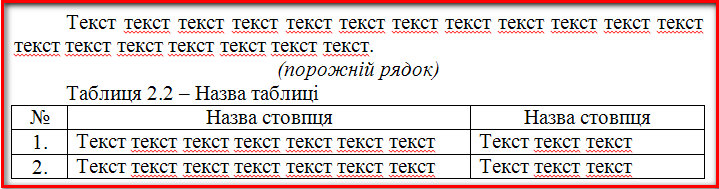 Текст текст текст текст текст текст текст текст текст текст текст текст
текст текст текст текст текст текст текст.
(порожній рядок)
Таблиця 2.2 – Назва таблиці
№ Назва стовпця Назва стовпця
1. Текст текст текст текст текст текст текст Текст текст текст
2. Текст текст текст текст текст текст текст Текст текст текст